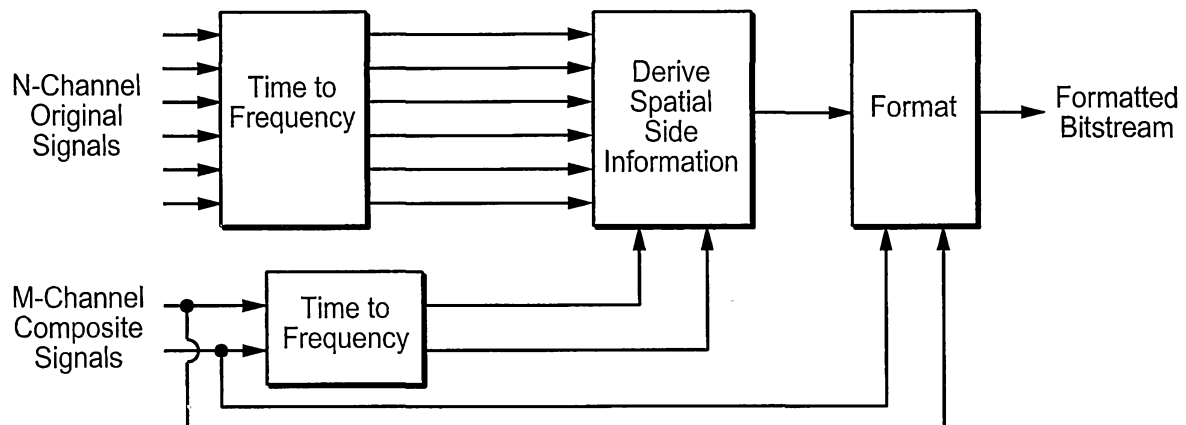 N-Channel
Original
Signals
Time to
Frequency
Derive
Spatial
Side
Information
Format
Formatted
Bitstream
M-Channel
Composite
Signals
Time to
Frequency